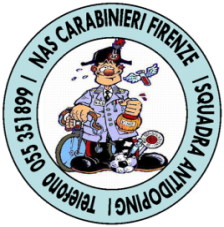 NAS CARABINIERI FIRENZE | SQUADRA ANTIDOPING | Telefono 055 351899 |